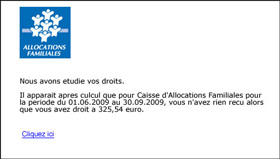 ALLOCATIONS
FAMILIALES
Nous avons etudie vos droits.
Il apparait apres calcul que pour Caisse d'Allocations Familiales pour
la periode du 01.06.2009 au 30.09.2009, vous n'avez rien recu alors
que vous avez droit a 325,54 euro.
Cliquez ici